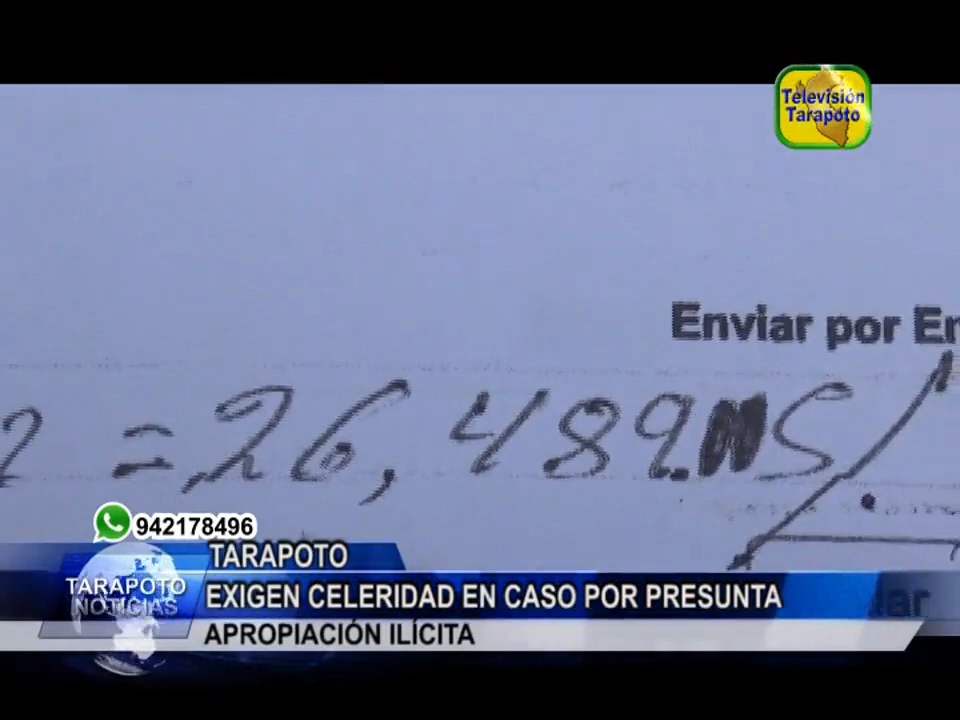 Televisión
Tarapoto
Enviar por En
2 = 26,489. S/.
942178496
TARAPOTO
TARAPOTO
NOTICIAS
EXIGEN CELERIDAD EN CASO POR PRESUNTA
APROPIACIÓN ILÍCITA